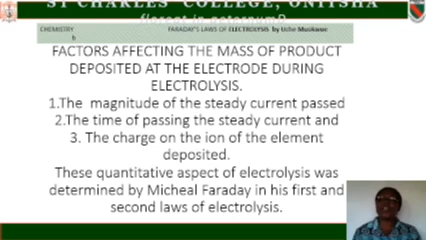 ST CHARLES' COLLEGE, ONITSHA
floreat in aeternum
CHEMISTRY FARADAY'S LAWS OF ELECTROLYSIS by Uche Muokwue
FACTORS AFFECTING THE MASS OF PRODUCT
DEPOSITED AT THE ELECTRODE DURING
ELECTROLYSIS.
1.The magnitude of the steady current passed
2.The time of passing the steady current and
3. The charge on the ion of the element
deposited.
These quantitative aspect of electrolysis was
determined by Micheal Faraday in his first and
second laws of electrolysis.